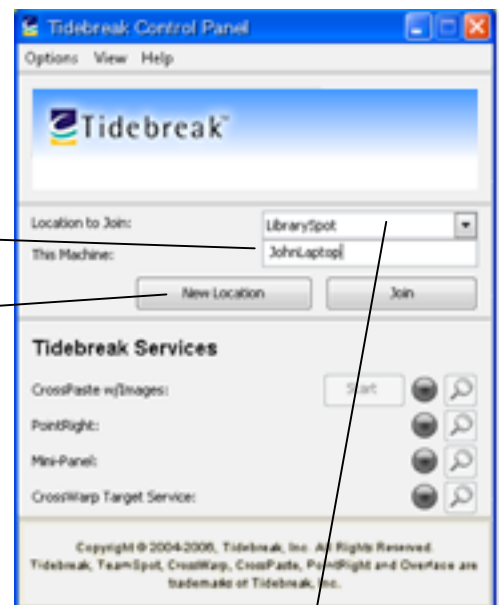 Tidebreak Control Panel
Options View Help
Tidebreak™
Location to Join: LibrarySpot
This Machine: JohnLaptop
New Location Join
Tidebreak Services
CrossPaste w/Images: Start
PointRight:
Mini-Panel:
CrossWarp Target Service:
Copyright © 2004-2006, Tidebreak, Inc. All Rights Reserved.
Tidebreak, TeamSpot, CrossWarp, CrossPaste, PointRight and Overface are
trademarks of Tidebreak, Inc.